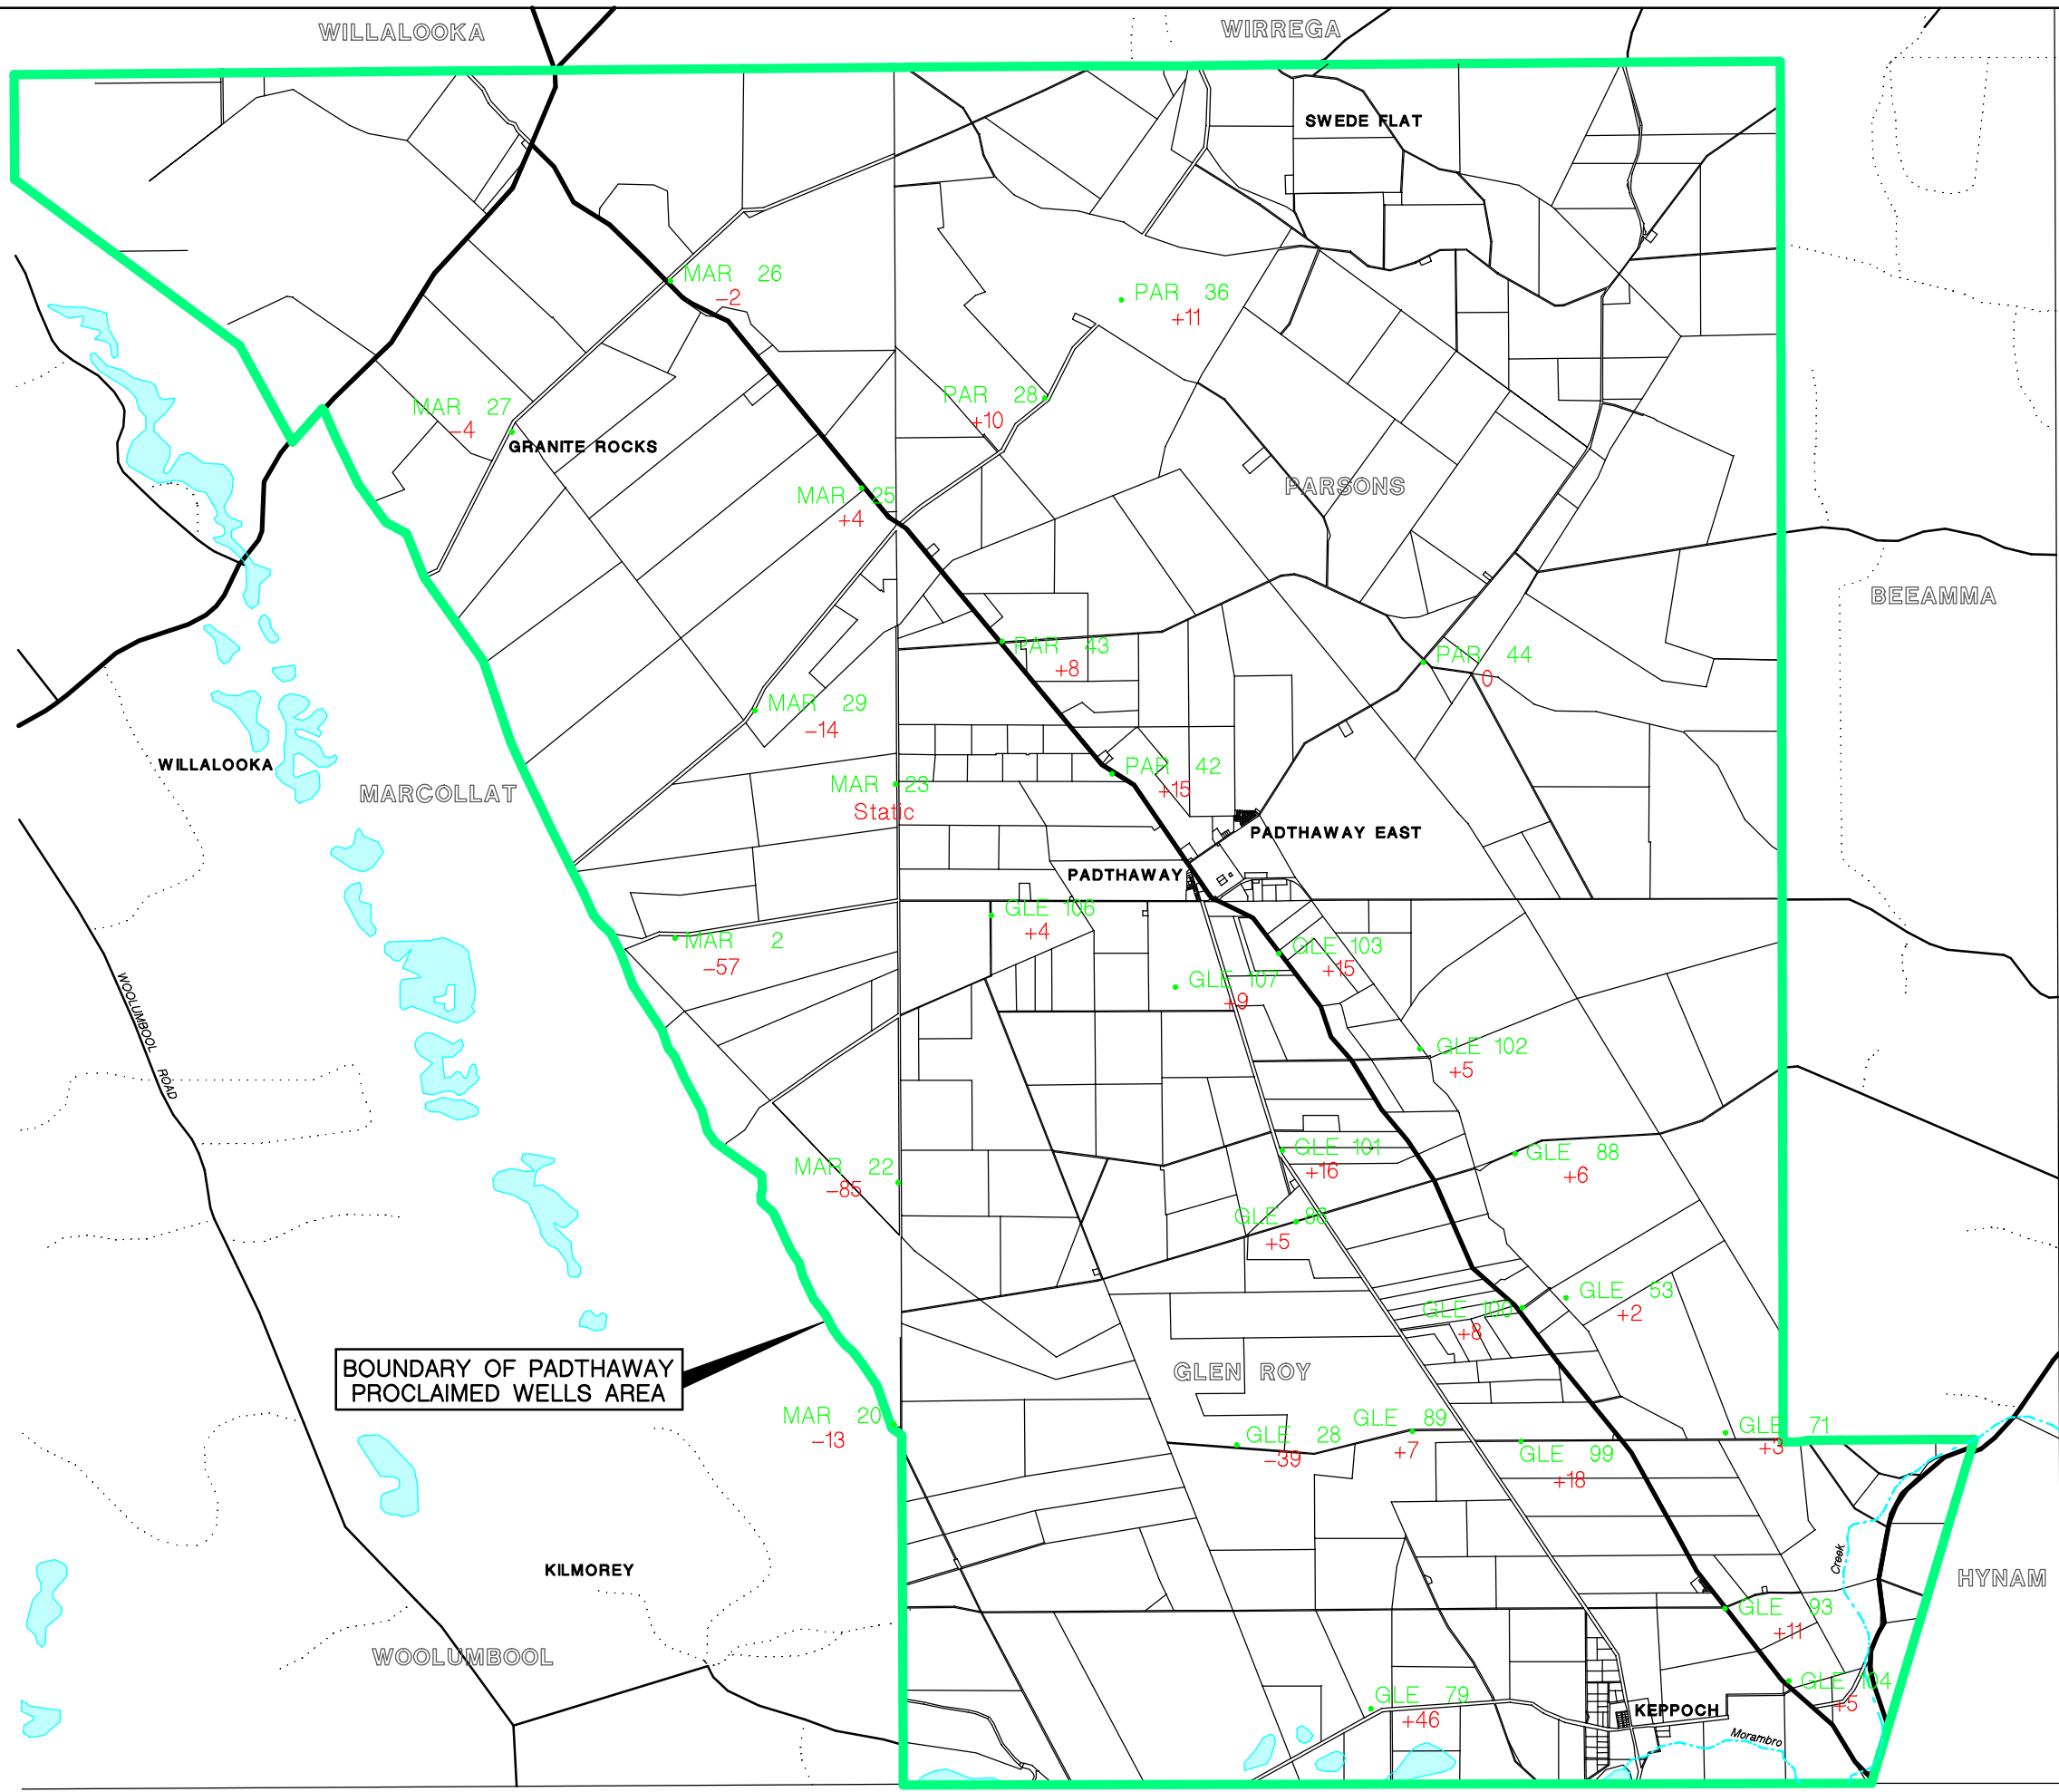 WILLALOOKA
WIRREGA
SWEDE FLAT
MAR 26
-2
PAR 36
+11
PAR 28
+10
MAR 27
-4
GRANITE ROCKS
PARSONS
MAR 25
+4
BEEAMMA
PAR 43
+8
PAR 44
0
MAR 29
-14
WILLALOOKA
PAR 42
+15
MAR 23
Static
MARCOLLAT
PADTHAWAY EAST
PADTHAWAY
GLE 106
+4
MAR 2
-57
GLE 103
+15
GLE 107
+9
WOOLUMBOOL ROAD
GLE 102
+5
GLE 101
+16
GLE 88
+6
MAR 22
-85
GLE 86
+5
GLE 53
+2
GLE 100
+8
BOUNDARY OF PADTHAWAY
PROCLAIMED WELLS AREA
GLEN ROY
MAR 20
-13
GLE 28
-39
GLE 89
+7
GLE 71
+3
GLE 99
+18
KILMOREY
Creek
HYNAM
GLE 93
+11
WOOLUMBOOL
GLE 104
+5
GLE 79
+46
KEPPOCH
Morambro